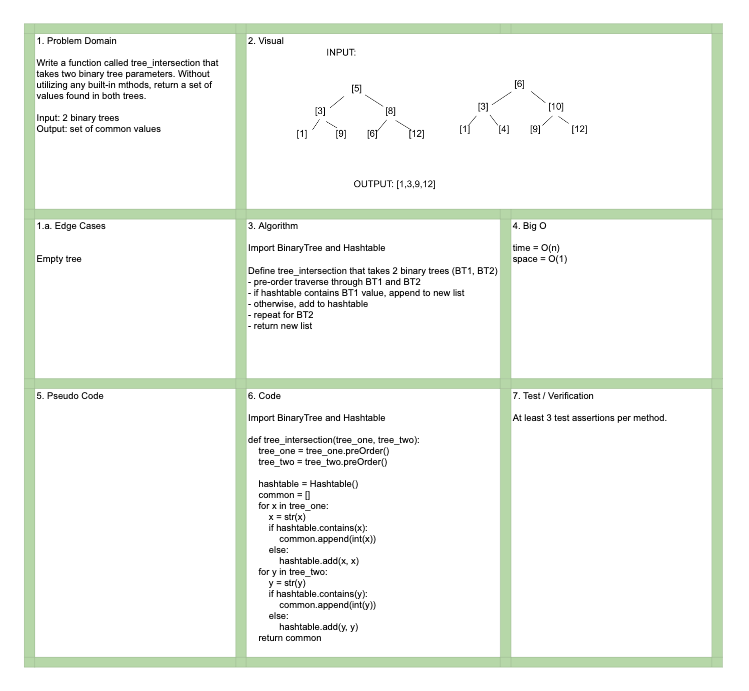 1. Problem Domain
Write a function called tree_intersection that
takes two binary tree parameters. Without
utilizing any built-in mthods, return a set of
values found in both trees.
Input: 2 binary trees
Output: set of common values
2. Visual
INPUT:
[5]
[3] [8]
[1] [9] [6] [12]
[6]
[3] [10]
[1] [4] [9] [12]
OUTPUT: [1,3,9,12]
1.a. Edge Cases
Empty tree
3. Algorithm
Import BinaryTree and Hashtable
Define tree_intersection that takes 2 binary trees (BT1, BT2)
- pre-order traverse through BT1 and BT2
- if hashtable contains BT1 value, append to new list
- otherwise, add to hashtable
- repeat for BT2
- return new list
4. Big O
time = O(n)
space = O(1)
5. Pseudo Code
6. Code
Import BinaryTree and Hashtable
def tree_intersection(tree_one, tree_two):
tree_one = tree_one.preOrder()
tree_two = tree_two.preOrder()
hashtable = Hashtable()
common = []
for x in tree_one:
x = str(x)
if hashtable.contains(x):
common.append(int(x))
else:
hashtable.add(x, x)
for y in tree_two:
y = str(y)
if hashtable.contains(y):
common.append(int(y))
else:
hashtable.add(y, y)
return common
7. Test / Verification
At least 3 test assertions per method.